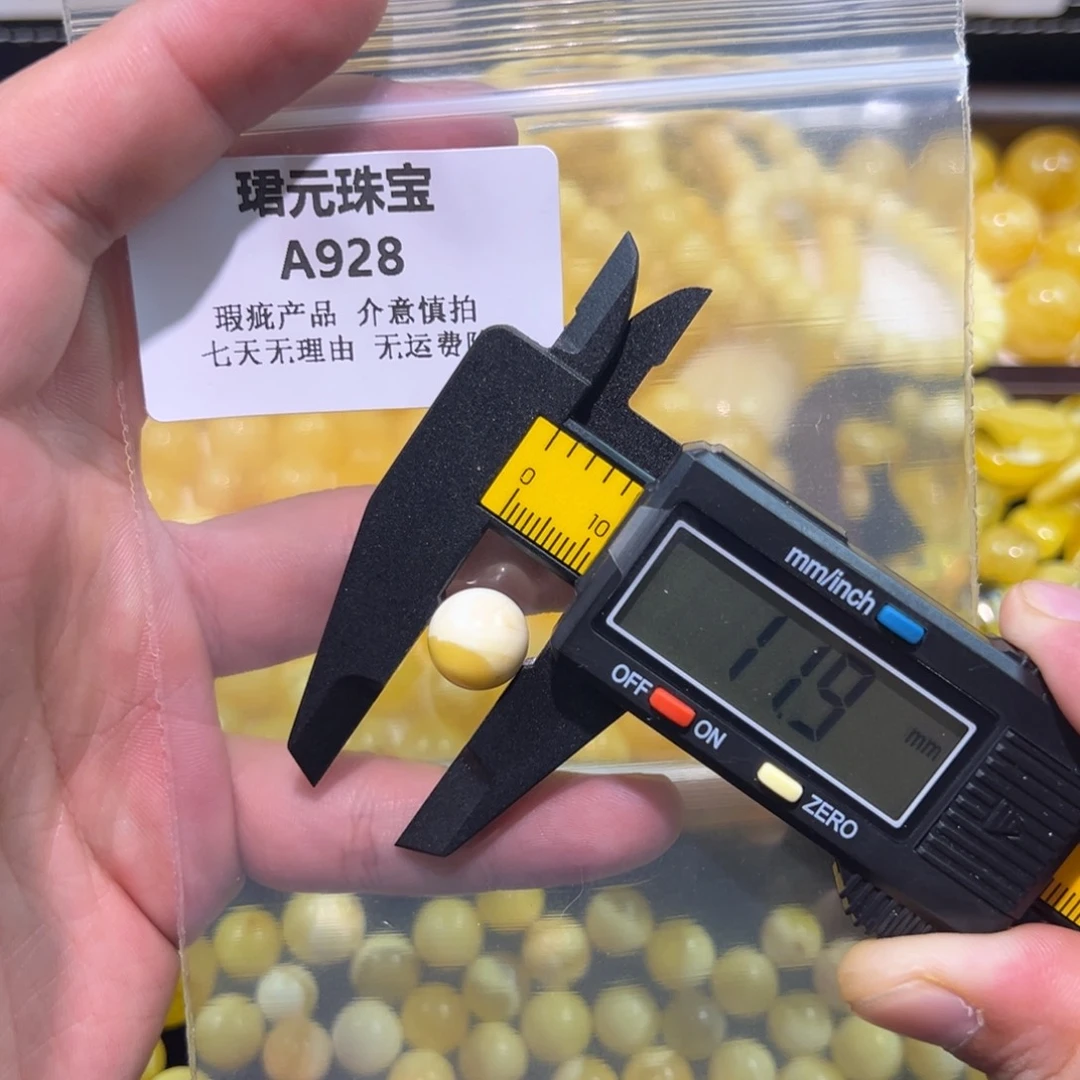 珺元珠宝
A928
瑕疵产品 介意慎拍
七天无理由 无运费
0
10
mm/inch
11.9 mm
OFF
ON
ZERO